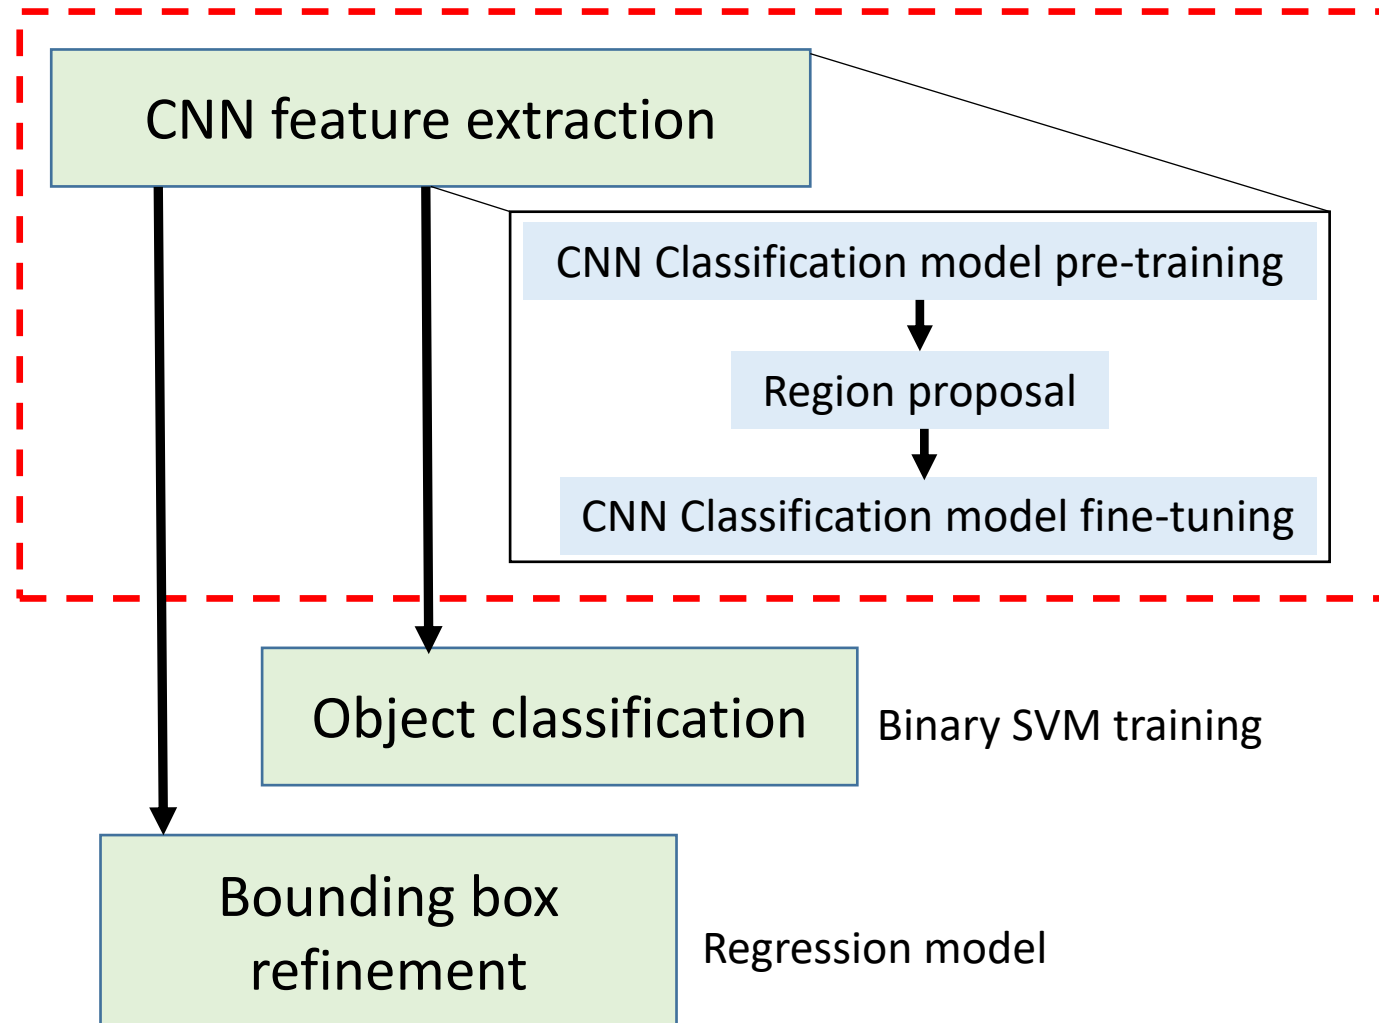 CNN feature extraction
CNN Classification model pre-training
Region proposal
CNN Classification model fine-tuning
Object classification
Binary SVM training
Bounding box
refinement
Regression model